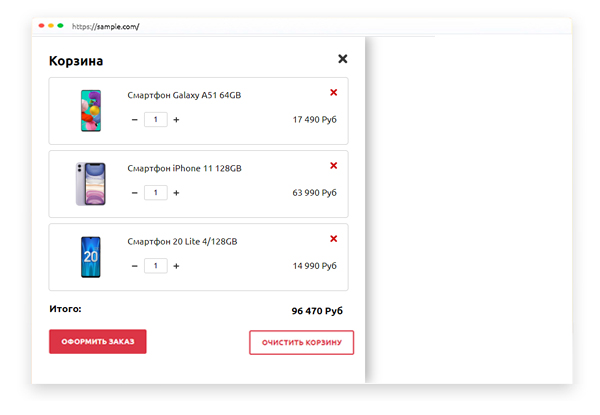 https://sample.com/
Корзина
Смартфон Galaxy A51 64GB
− 1 + 17 490 Руб
Смартфон iPhone 11 128GB
− 1 + 63 990 Руб
Смартфон 20 Lite 4/128GB
20
− 1 + 14 990 Руб
Итого: 96 470 Руб
ОФОРМИТЬ ЗАКАЗ ОЧИСТИТЬ КОРЗИНУ